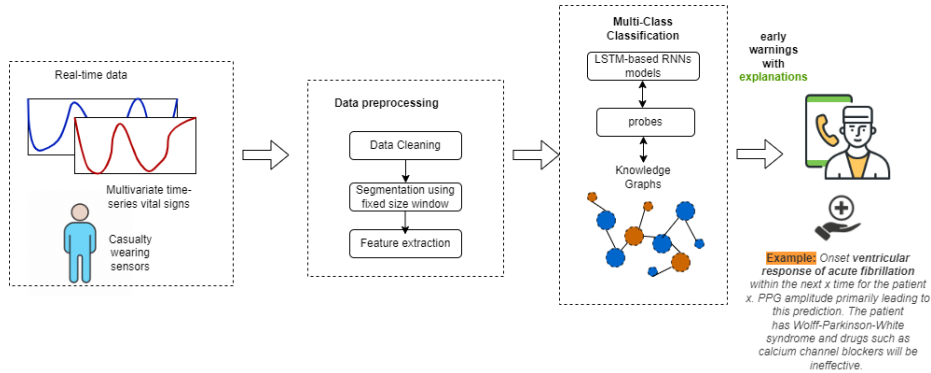 Real-time data
Multivariate time-
series vital signs
Casualty
wearing
sensors
Data preprocessing
Data Cleaning
Segmentation using
fixed size window
Feature extraction
Multi-Class
Classification
LSTM-based RNNs
models
probes
Knowledge
Graphs
early
warnings
with
explanations
Example: Onset ventricular
response of acute fibrillation
within the next x time for the patient
x. PPG amplitude primarily leading to
this prediction. The patient
has Wolff-Parkinson-White
syndrome and drugs such as
calcium channel blockers will be
ineffective.